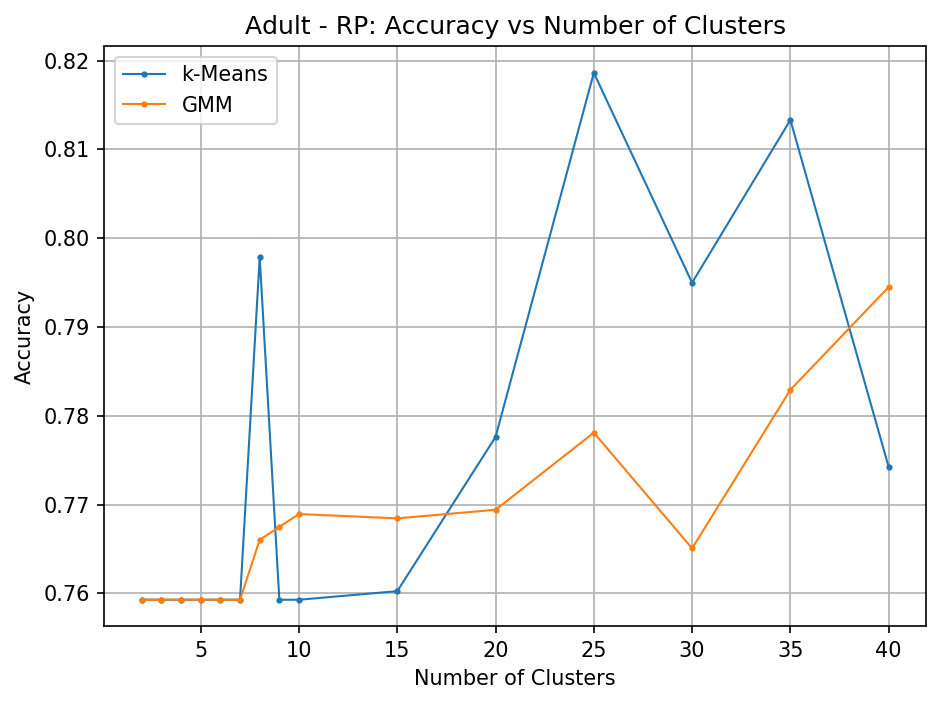 Adult - RP: Accuracy vs Number of Clusters
k-Means
GMM
Accuracy
0.82
0.81
0.80
0.79
0.78
0.77
0.76
5 10 15 20 25 30 35 40
Number of Clusters